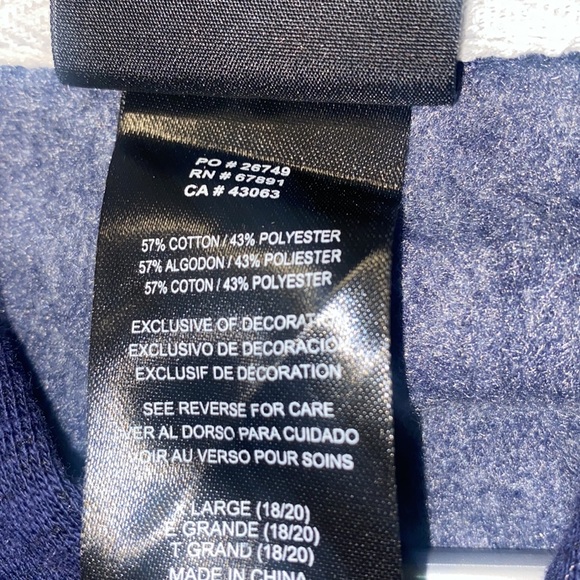 PO # 26749
RN # 67891
CA # 43063
57% COTTON / 43% POLYESTER
57% ALGODON / 43% POLIESTER
57% COTON / 43% POLYESTER
EXCLUSIVE OF DECORATION
EXCLUSIVO DE DECORACION
EXCLUSIF DE DECORATION
SEE REVERSE FOR CARE
AL DORSO PARA CUIDADO
AU VERSO POUR SOINS
LARGE (18/20)
GRANDE (18/20)
T GRAND (18/20)
MADE IN CHINA